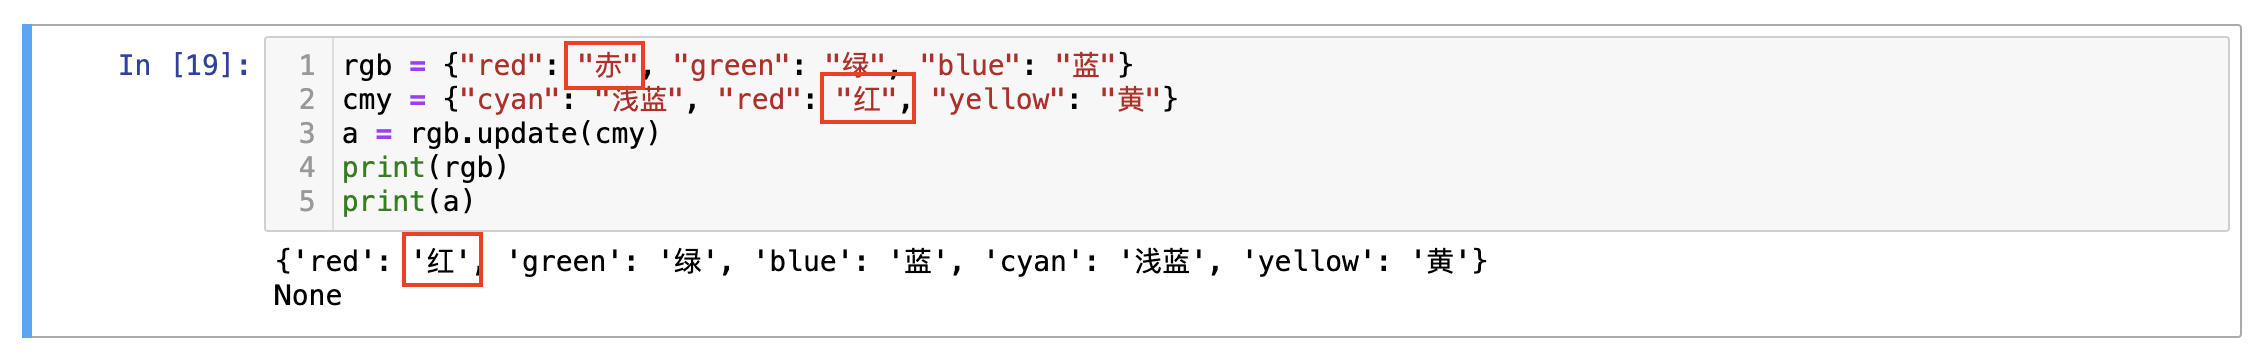 In [19]:
1 rgb = {"red": "赤", "green": "绿", "blue": "蓝"}
2 cmy = {"cyan": "浅蓝", "red": "红", "yellow": "黄"}
3 a = rgb.update(cmy)
4 print(rgb)
5 print(a)
{'red': '红', 'green': '绿', 'blue': '蓝', 'cyan': '浅蓝', 'yellow': '黄'}
None